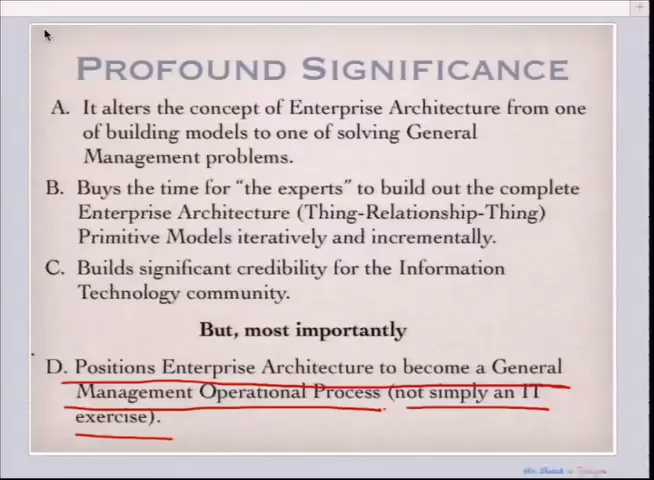 PROFOUND SIGNIFICANCE
A. It alters the concept of Enterprise Architecture from one
of building models to one of solving General
Management problems.
B. Buys the time for “the experts” to build out the complete
Enterprise Architecture (Thing-Relationship-Thing)
Primitive Models iteratively and incrementally.
C. Builds significant credibility for the Information
Technology community.
But, most importantly
D. Positions Enterprise Architecture to become a General
Management Operational Process (not simply an IT
exercise).